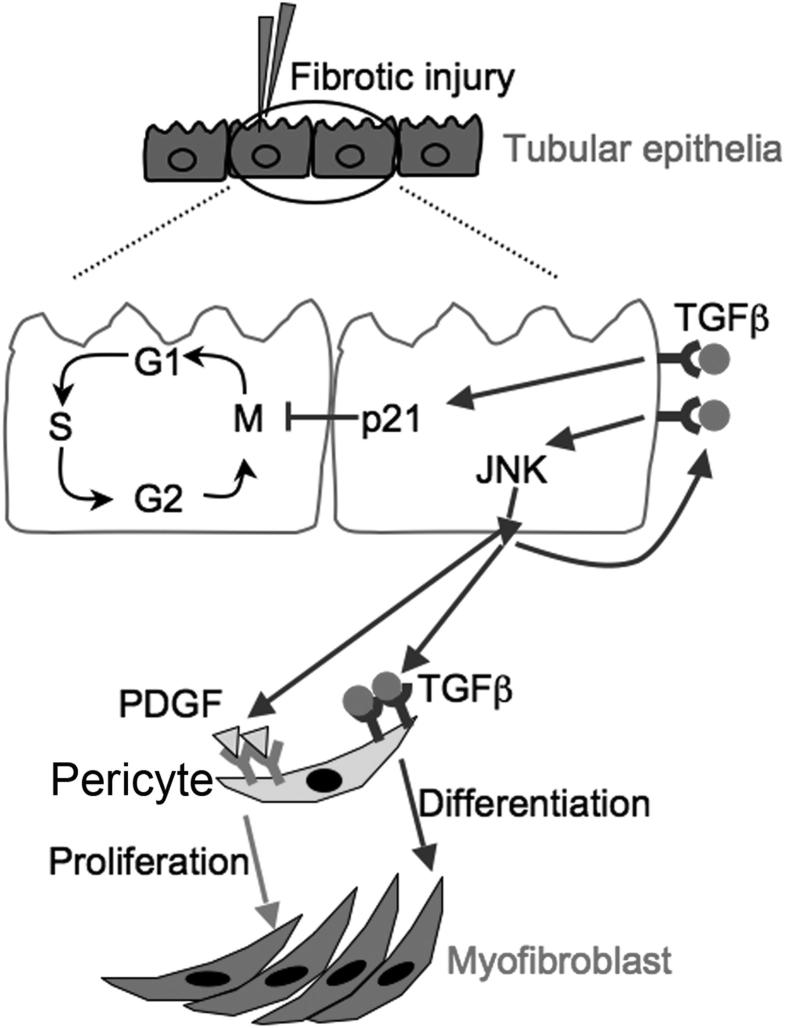 Fibrotic injury
Tubular epithelia
TGFβ
G1
S
M
p21
JNK
G2
PDGF
TGFβ
Pericyte
Differentiation
Proliferation
Myofibroblast